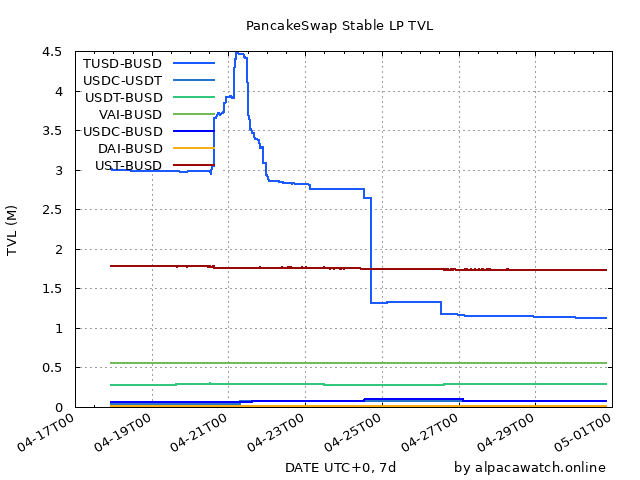 PancakeSwap Stable LP TVL
TVL (M)
4.5
4
3.5
3
2.5
2
1.5
1
0.5
0
TUSD-BUSD
USDC-USDT
USDT-BUSD
VAI-BUSD
USDC-BUSD
DAI-BUSD
UST-BUSD
04-17T00
04-19T00
04-21T00
04-23T00
04-25T00
04-27T00
04-29T00
05-01T00
DATE UTC+0, 7d
by alpacawatch.online